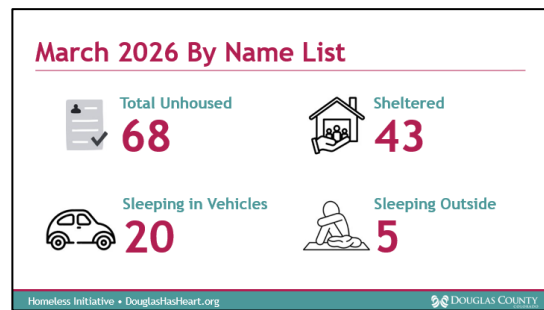 March 2026 By Name List
Total Unhoused
68
Sheltered
43
Sleeping in Vehicles
20
Sleeping Outside
5
Homeless Initiative • DouglasHasHeart.org
DOUGLAS COUNTY
COLORADO